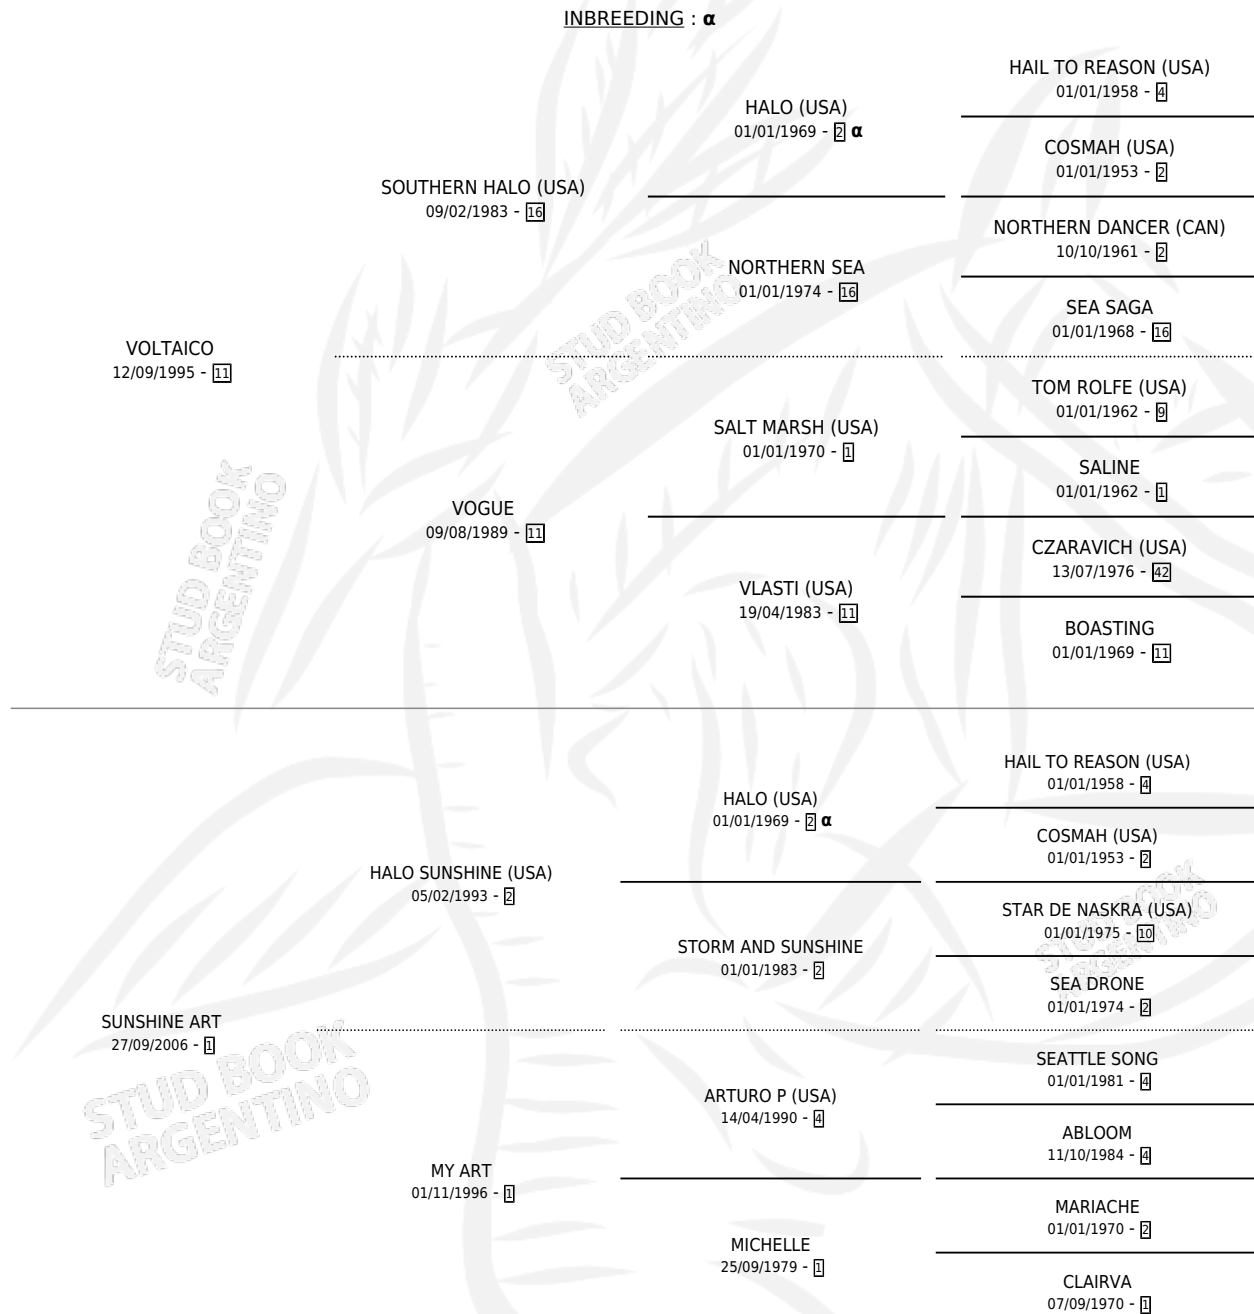 INBREEDING : α
HAIL TO REASON (USA)
01/01/1958 - 4
HALO (USA)
01/01/1969 - 2 α
COSMAH (USA)
01/01/1953 - 2
SOUTHERN HALO (USA)
09/02/1983 - 16
NORTHERN DANCER (CAN)
10/10/1961 - 2
NORTHERN SEA
01/01/1974 - 16
SEA SAGA
01/01/1968 - 16
STUD BOOK
ARGENTINO
VOLTAICO
12/09/1995 - 11
TOM ROLFE (USA)
01/01/1962 - 9
SALT MARSH (USA)
01/01/1970 - 1
SALINE
01/01/1962 - 1
VOGUE
09/08/1989 - 11
CZARAVICH (USA)
13/07/1976 - 42
VLASTI (USA)
19/04/1983 - 11
BOASTING
01/01/1969 - 11
STUD BOOK
ARGENTINO
HAIL TO REASON (USA)
01/01/1958 - 4
HALO (USA)
01/01/1969 - 2 α
COSMAH (USA)
01/01/1953 - 2
HALO SUNSHINE (USA)
05/02/1993 - 2
STAR DE NASKRA (USA)
01/01/1975 - 10
STORM AND SUNSHINE
01/01/1983 - 2
SEA DRONE
01/01/1974 - 2
STUD BOOK
ARGENTINO
SUNSHINE ART
27/09/2006 - 1
SEATTLE SONG
01/01/1981 - 4
ARTURO P (USA)
14/04/1990 - 4
ABLOOM
11/10/1984 - 4
STUD BOOK
ARGENTINO
MY ART
01/11/1996 - 1
MARIACHE
01/01/1970 - 2
MICHELLE
25/09/1979 - 1
CLAIRVA
07/09/1970 - 1